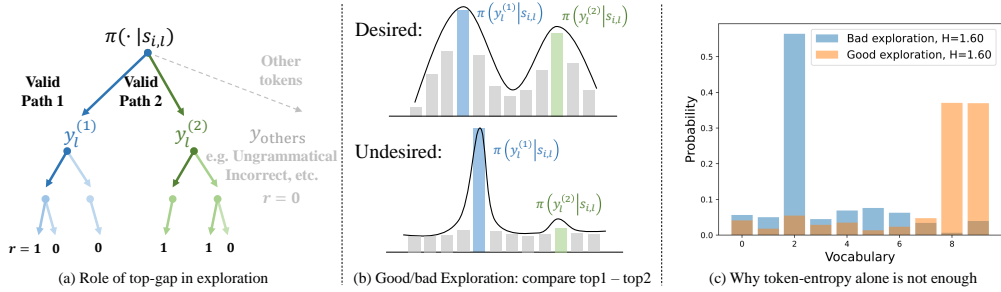 π(· |s_{i,l})
Other
tokens
Valid
Path 1
Valid
Path 2
y_l^{(1)}
y_l^{(2)}
y_{others}
e.g. Ungrammatical
Incorrect, etc.
r = 0
r = 1 0 0 1 1 0
(a) Role of top-gap in exploration
Desired:
π(y_l^{(1)}|s_{i,l})
π(y_l^{(2)}|s_{i,l})
Undesired:
π(y_l^{(1)}|s_{i,l})
π(y_l^{(2)}|s_{i,l})
(b) Good/bad Exploration: compare top1 – top2
Bad exploration, H=1.60
Good exploration, H=1.60
Probability
0.5
0.4
0.3
0.2
0.1
0.0
0 2 4 6 8
Vocabulary
(c) Why token-entropy alone is not enough